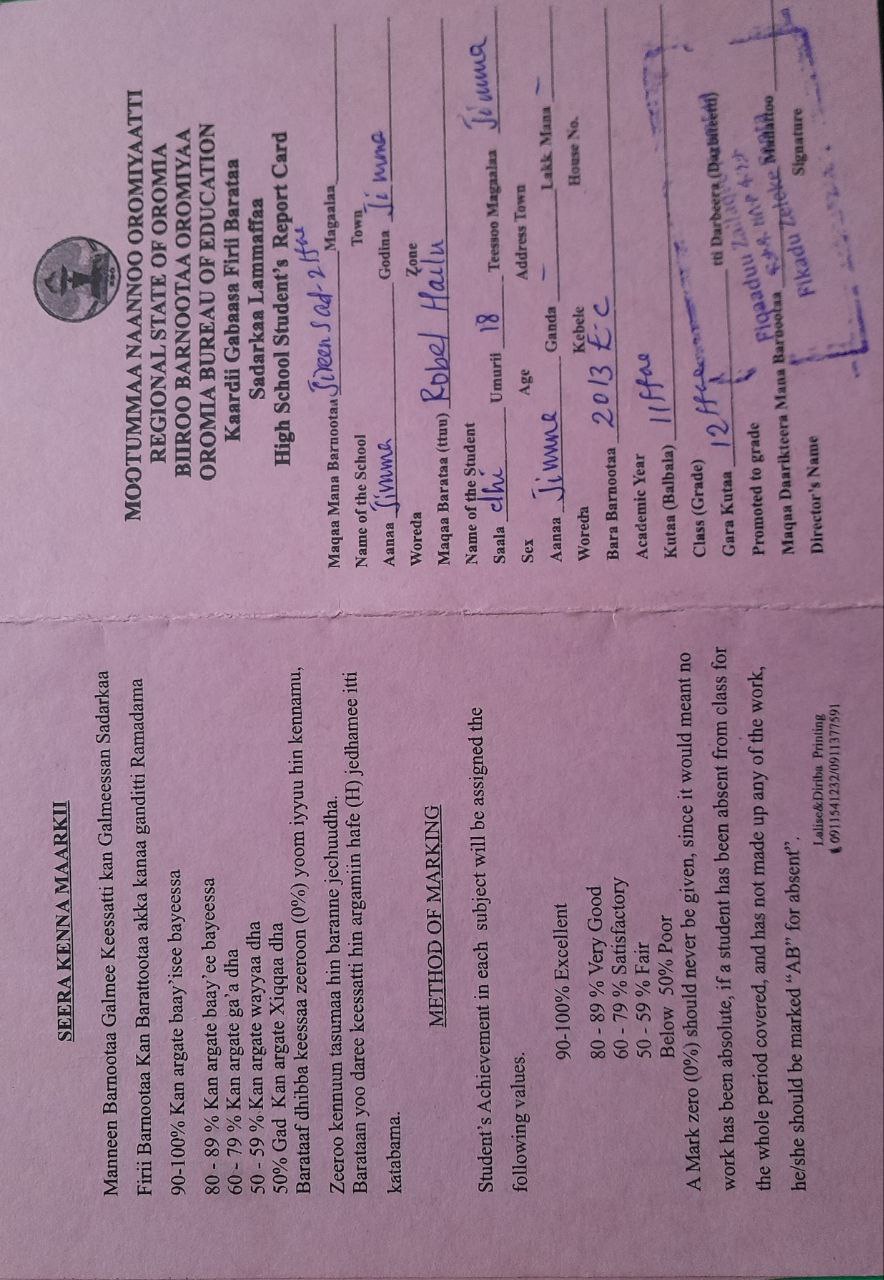 SEERA KENNA MAARKII
Manneen Barnootaa Galmee Keessatti kan Galmeessan Sadarkaa
Firii Barnootaa Kan Barattootaa akka kanaa ganditti Ramadama
90-100% Kan argate baay'isee bayeessa
80 - 89 % Kan argate baay'ee bayeessa
60 - 79 % Kan argate ga'a dha
50 - 59 % Kan argate wayyaa dha
50% Gad Kan argate Xiqqaa dha
Barataaf dhibba keessaa zeeroon (0%) yoom iyyuu hin kennamu,
Zeeroo kennuun tasumaa hin baranne jechuudha.
Barataan yoo daree keessatti hin argamiin hafe (H) jedhamee itti
katabama.
METHOD OF MARKING
Student's Achievement in each subject will be assigned the
following values.
90-100% Excellent
80 - 89 % Very Good
60 - 79 % Satisfactory
50 - 59 % Fair
Below 50% Poor
A Mark zero (0%) should never be given, since it would meant no
work has been absolute, if a student has been absent from class for
the whole period covered, and has not made up any of the work,
he/she should be marked "AB" for absent".
Lalise&Diriba Printing
0911541232/0911377591
MOOTUMMAA NAANNOO OROMIYAATTI
REGIONAL STATE OF OROMIA
BIIROO BARNOOTAA OROMIYAA
OROMIA BUREAU OF EDUCATION
Kaardii Gabaasa Firii Barataa
Sadarkaa Lammaffaa
High School Student's Report Card
Maqaa Mana Barnootaa Jireen Sad-2ffae Magaalaa
Name of the School Town
Aanaa Jimma Godina Jimma
Woreda Zone
Maqaa Barataa (ttuu) Robel Hailu
Name of the Student
Saala dhi Umurii 18 Teessoo Magaalaa Jimma
Sex Age Address Town
Aanaa Jimma Ganda - Lakk Mana -
Woreda Kebele House No.
Bara Barnootaa 2013 E.C
Academic Year
Kutaa (Balbala) 11ffae
Class (Grade)
Gara Kutaa 12ffae tti Darbeera (Darbiteetti)
Promoted to grade Fiqaaduu
Maqaa Daarikteera Mana Barbootaa Mallattoo
Director's Name Fikadu Zeleke Signature